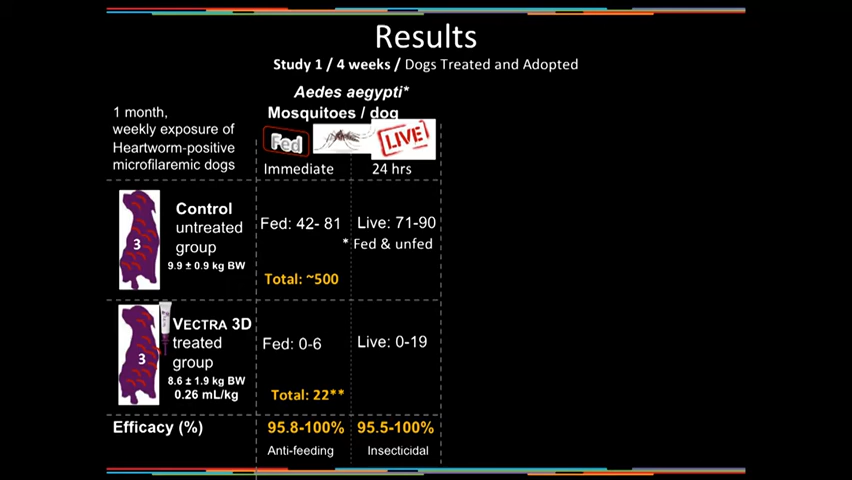 Results
Study 1 / 4 weeks / Dogs Treated and Adopted
Aedes aegypti*
Mosquitoes / dog
1 month,
weekly exposure of
Heartworm-positive
microfilaremic dogs
Fed
LIVE
Immediate
24 hrs
3
Control
untreated
group
9.9 ± 0.9 kg BW
Fed: 42- 81
Live: 71-90
* Fed & unfed
Total: ~500
3
VECTRA 3D
treated
group
8.6 ± 1.9 kg BW
0.26 mL/kg
Fed: 0-6
Live: 0-19
Total: 22**
Efficacy (%)
95.8-100%
95.5-100%
Anti-feeding
Insecticidal